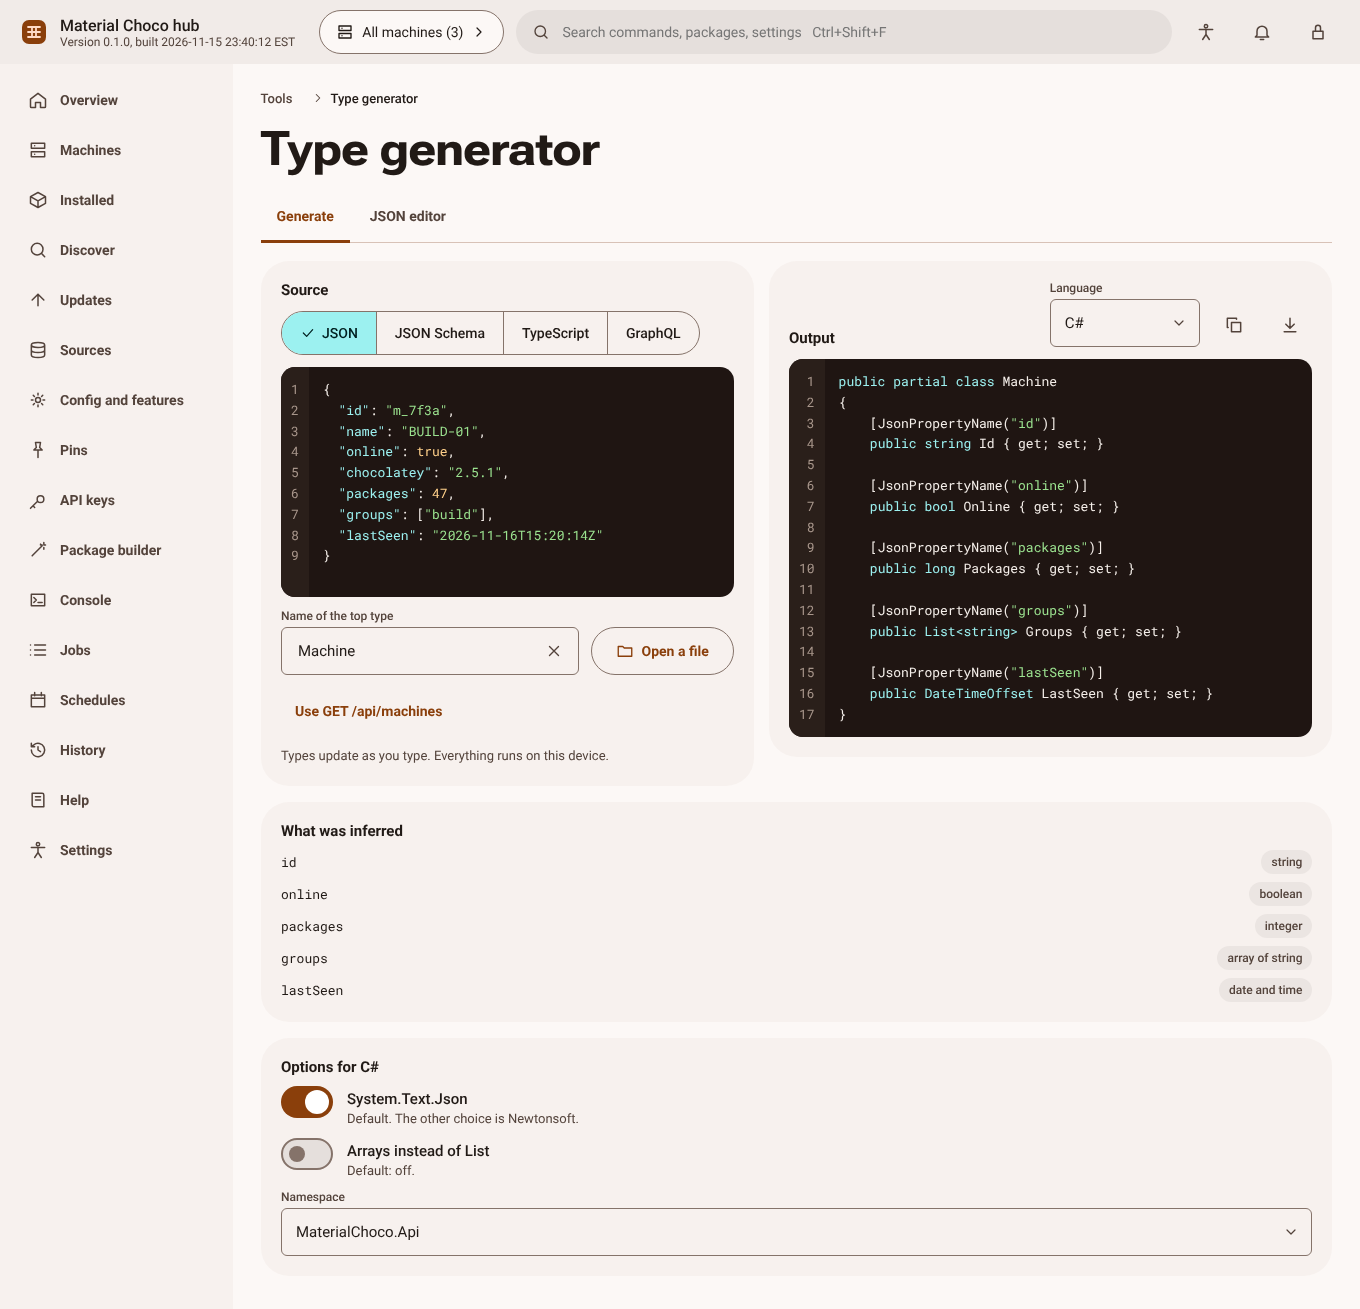 Material Choco hub
Version 0.1.0, built 2026-11-15 23:40:12 EST
All machines (3)
Search commands, packages, settings Ctrl+Shift+F
Overview
Machines
Installed
Discover
Updates
Sources
Config and features
Pins
API keys
Package builder
Console
Jobs
Schedules
History
Help
Settings
Tools
Type generator
Type generator
Generate
JSON editor
Source
JSON
JSON Schema
TypeScript
GraphQL
1 {
2 "id": "m_7f3a",
3 "name": "BUILD-01",
4 "online": true,
5 "chocolatey": "2.5.1",
6 "packages": 47,
7 "groups": ["build"],
8 "lastSeen": "2026-11-16T15:20:14Z"
9 }
Name of the top type
Machine
Open a file
Use GET /api/machines
Types update as you type. Everything runs on this device.
Language
C#
Output
1 public partial class Machine
2 {
3 [JsonPropertyName("id")]
4 public string Id { get; set; }
5
6 [JsonPropertyName("online")]
7 public bool Online { get; set; }
8
9 [JsonPropertyName("packages")]
10 public long Packages { get; set; }
11
12 [JsonPropertyName("groups")]
13 public List<string> Groups { get; set; }
14
15 [JsonPropertyName("lastSeen")]
16 public DateTimeOffset LastSeen { get; set; }
17 }
What was inferred
id string
online boolean
packages integer
groups array of string
lastSeen date and time
Options for C#
System.Text.Json
Default. The other choice is Newtonsoft.
Arrays instead of List
Default: off.
Namespace
MaterialChoco.Api